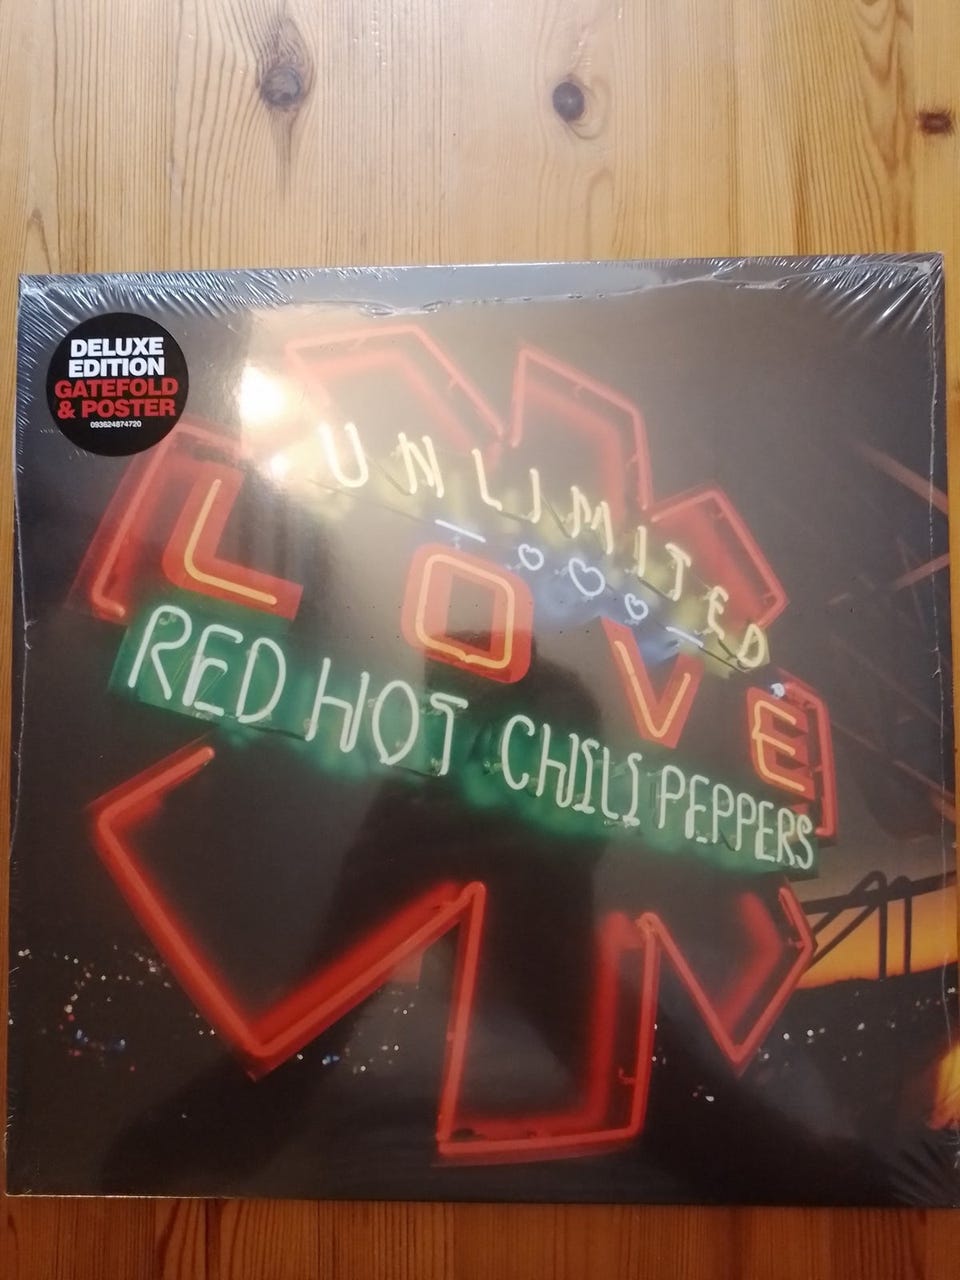 DELUXE
EDITION
GATEFOLD
& POSTER
093624874720
UNLIMITED
LOVE
RED HOT CHILI PEPPERS